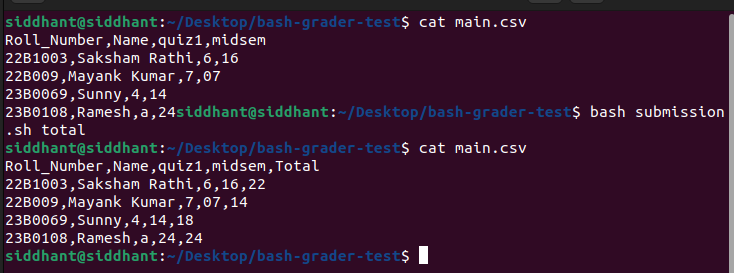 siddhant@siddhant:~/Desktop/bash-grader-test$ cat main.csv
Roll_Number,Name,quiz1,midsem
22B1003,Saksham Rathi,6,16
22B009,Mayank Kumar,7,07
23B0069,Sunny,4,14
23B0108,Ramesh,a,24siddhant@siddhant:~/Desktop/bash-grader-test$ bash submission
.sh total
siddhant@siddhant:~/Desktop/bash-grader-test$ cat main.csv
Roll_Number,Name,quiz1,midsem,Total
22B1003,Saksham Rathi,6,16,22
22B009,Mayank Kumar,7,07,14
23B0069,Sunny,4,14,18
23B0108,Ramesh,a,24,24
siddhant@siddhant:~/Desktop/bash-grader-test$